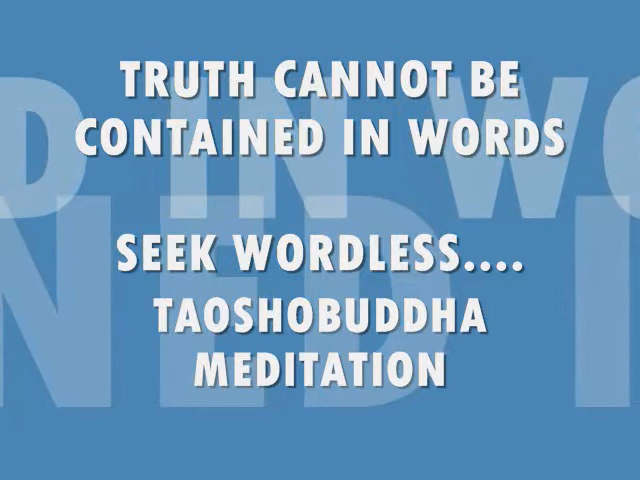 TRUTH CANNOT BE
CONTAINED IN WORDS
SEEK WORDLESS....
TAOSHOBUDDHA
MEDITATION